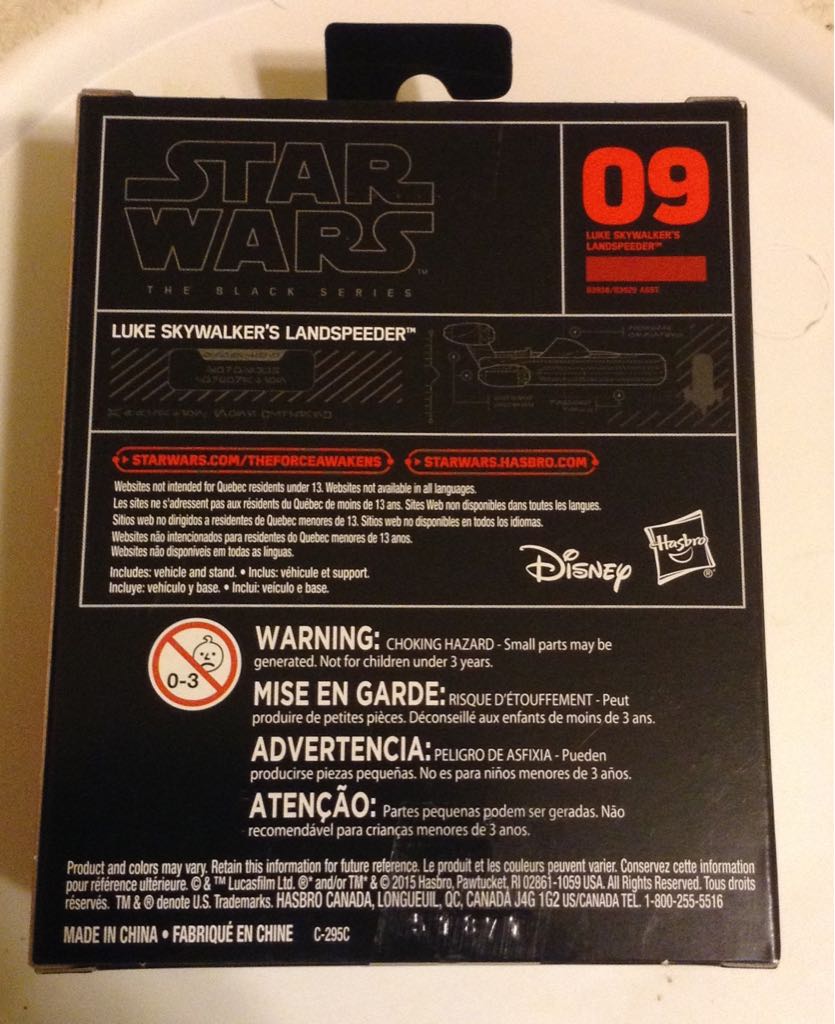 STAR
WARS™
THE BLACK SERIES
09
LUKE SKYWALKER'S
LANDSPEEDER™
LUKE SKYWALKER'S LANDSPEEDER™
STARWARS.COM/THEFORCEAWAKENS
STARWARS.HASBRO.COM
Websites not intended for Quebec residents under 13. Websites not available in all languages.
Les sites ne s'adressent pas aux résidents du Québec de moins de 13 ans. Sites Web non disponibles dans toutes les langues.
Sitios web no dirigidos a residentes de Quebec menores de 13. Sitios web no disponibles en todos los idiomas.
Websites não intencionados para residentes do Quebec menores de 13 anos.
Websites não disponíveis em todas as línguas.
Includes: vehicle and stand. • Inclus: véhicule et support.
Incluye: vehículo y base. • Inclui: veículo e base.
Disney
Hasbro®
0-3
WARNING: CHOKING HAZARD - Small parts may be
generated. Not for children under 3 years.
MISE EN GARDE: RISQUE D'ÉTOUFFEMENT - Peut
produire de petites pièces. Déconseillé aux enfants de moins de 3 ans.
ADVERTENCIA: PELIGRO DE ASFIXIA - Pueden
producirse piezas pequeñas. No es para niños menores de 3 años.
ATENÇÃO: Partes pequenas podem ser geradas. Não
recomendável para crianças menores de 3 anos.
Product and colors may vary. Retain this information for future reference. Le produit et les couleurs peuvent varier. Conservez cette information
pour référence ultérieure. © & ™ Lucasfilm Ltd. ®* and/or TM* & © 2015 Hasbro, Pawtucket, RI 02861-1059 USA. All Rights Reserved. Tous droits
réservés. TM & ® denote U.S. Trademarks. HASBRO CANADA, LONGUEUIL, QC, CANADA J4G 1G2 US/CANADA TEL. 1-800-255-5516
MADE IN CHINA • FABRIQUÉ EN CHINE C-295C